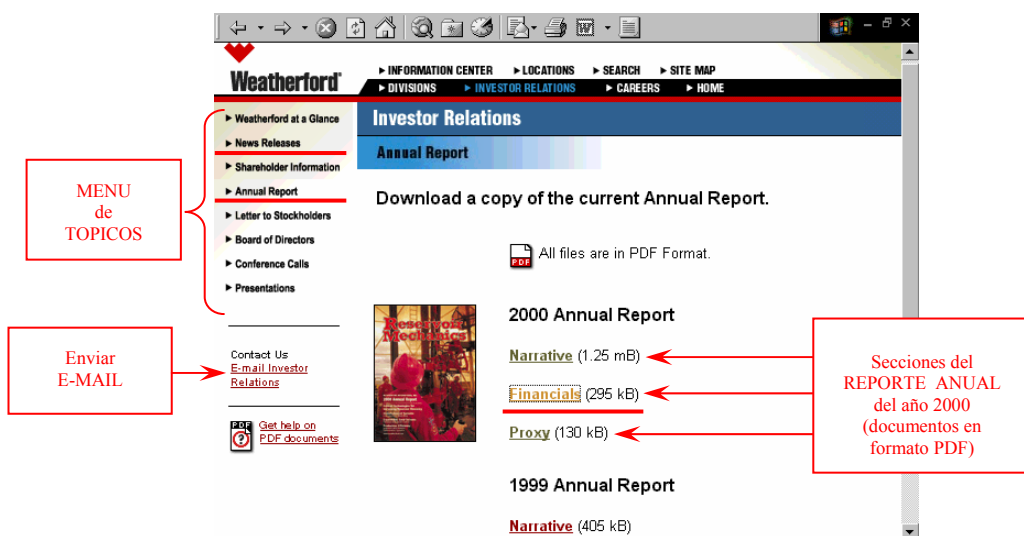 Weatherford
INFORMATION CENTER LOCATIONS SEARCH SITE MAP
DIVISIONS INVESTOR RELATIONS CAREERS HOME
Investor Relations
Annual Report
Weatherford at a Glance
News Releases
Shareholder Information
Annual Report
Letter to Stockholders
Board of Directors
Conference Calls
Presentations
MENU
de
TOPICOS
Download a copy of the current Annual Report.
PDF
All files are in PDF Format.
Reservoir
Mechanics
2000 Annual Report
Narrative (1.25 mB)
Financials (295 kB)
Proxy (130 kB)
Secciones del
REPORTE ANUAL
del año 2000
(documentos en
formato PDF)
Enviar
E-MAIL
Contact Us
E-mail Investor
Relations
PDF
?
Get help on
PDF documents
1999 Annual Report
Narrative (405 kB)